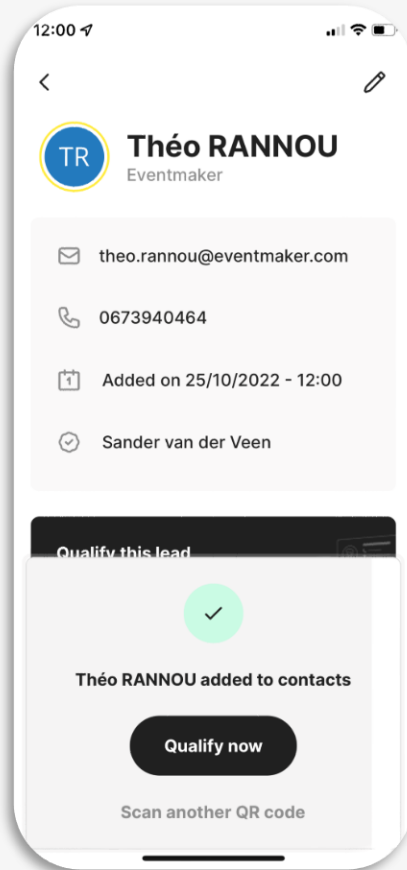 12:00
TR
Théo RANNOU
Eventmaker
theo.rannou@eventmaker.com
0673940464
1
Added on 25/10/2022 - 12:00
Sander van der Veen
Qualify this lead
Théo RANNOU added to contacts
Qualify now
Scan another QR code